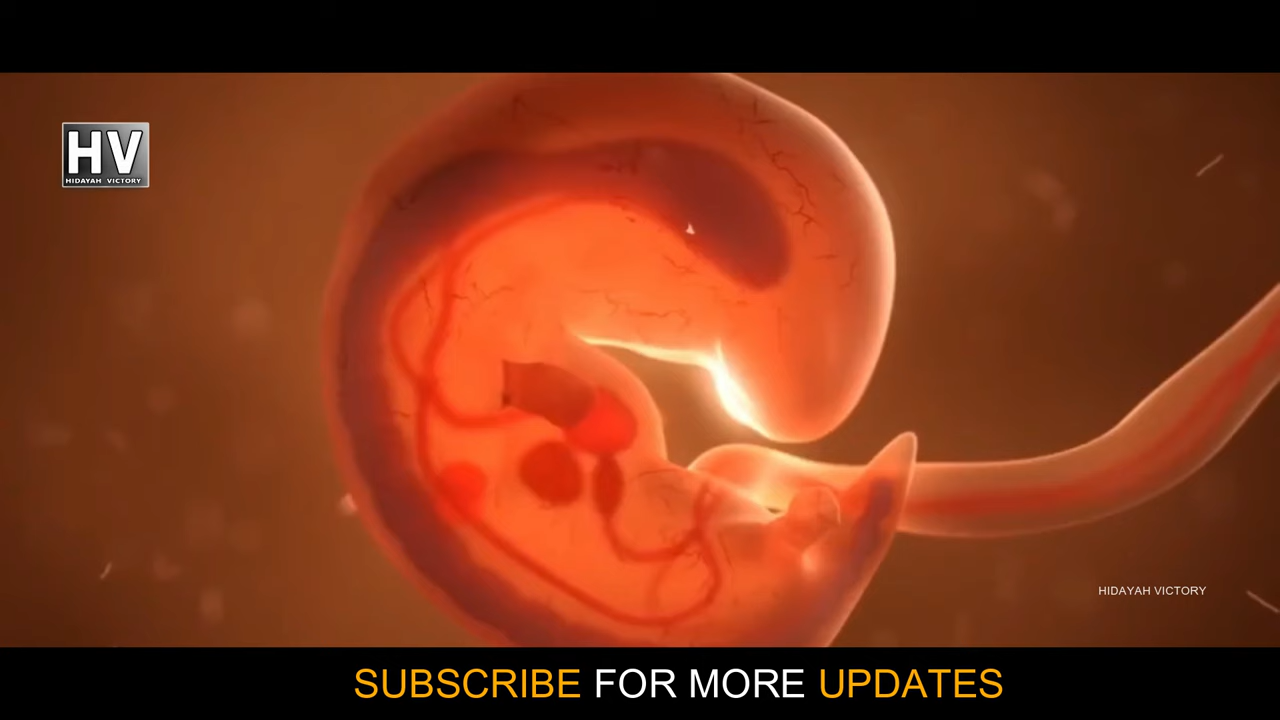 HV
HIDAYAH VICTORY
HIDAYAH VICTORY
SUBSCRIBE FOR MORE UPDATES